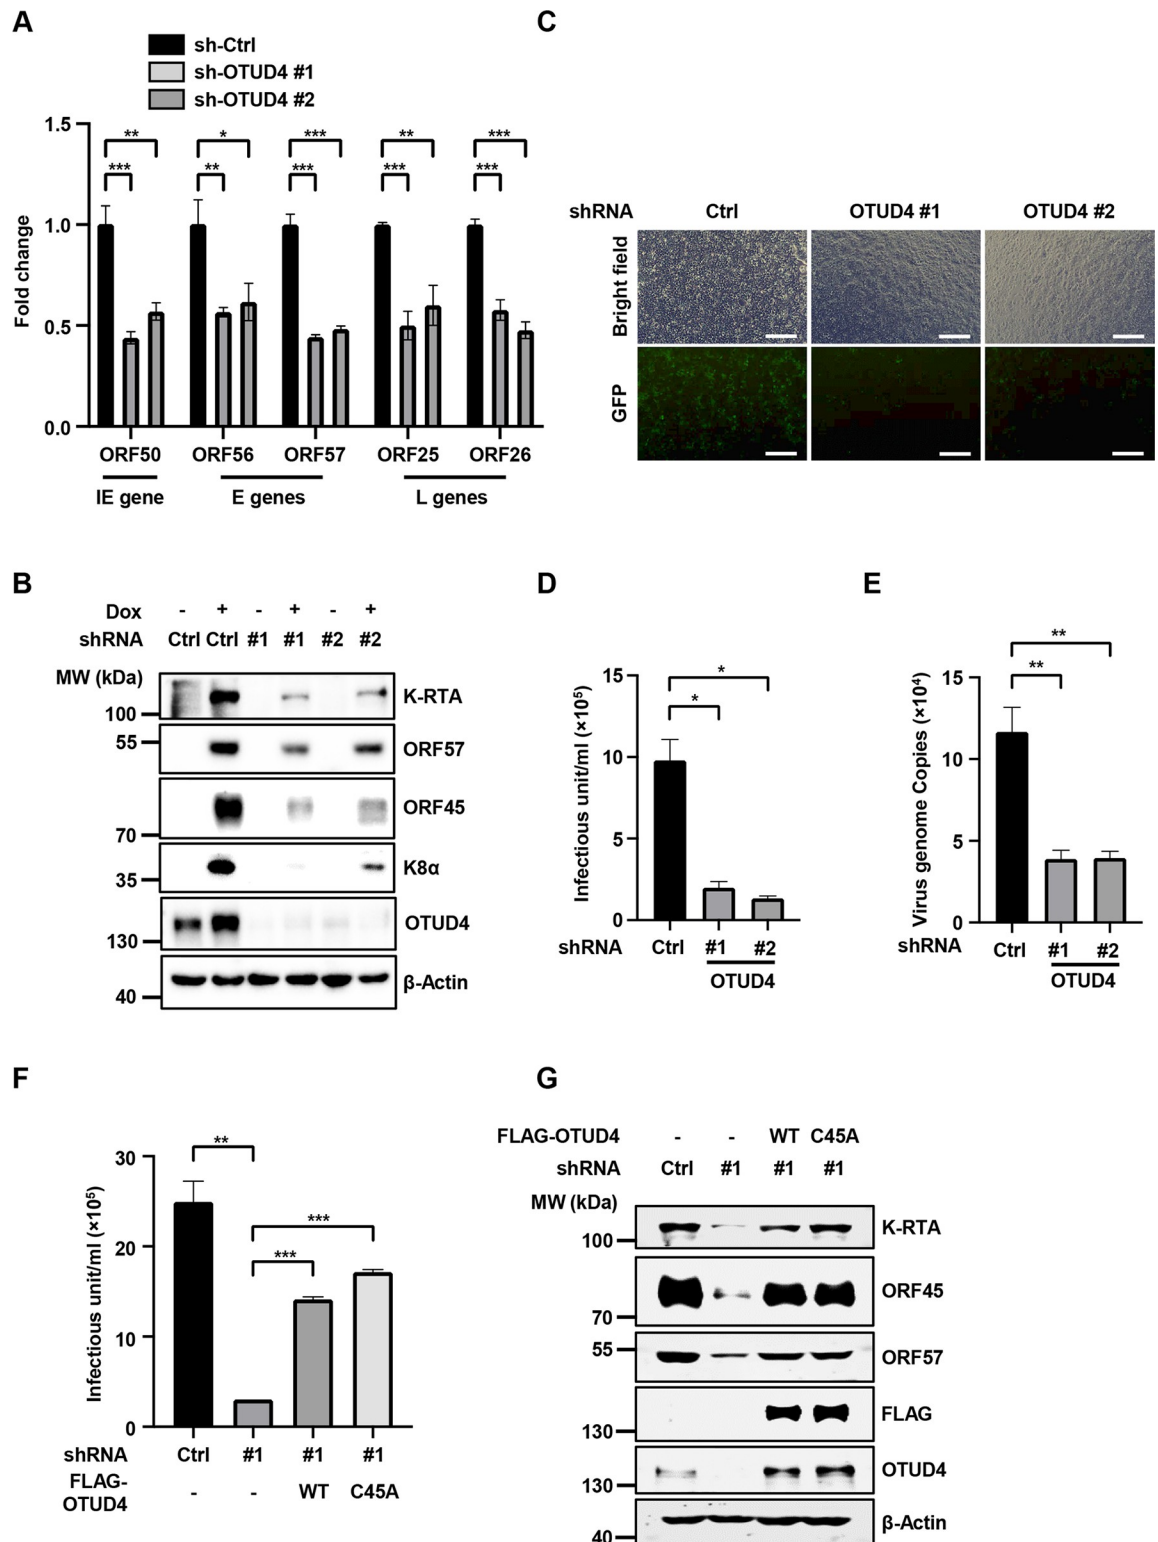 A
sh-Ctrl
sh-OTUD4 #1
sh-OTUD4 #2
Fold change
1.5
1.0
0.5
0.0
** * *** ** ***
*** ** *** *** ***
ORF50 ORF56 ORF57 ORF25 ORF26
IE gene E genes L genes
C
shRNA Ctrl OTUD4 #1 OTUD4 #2
Bright field
GFP
B
Dox - + - + - +
shRNA Ctrl Ctrl #1 #1 #2 #2
MW (kDa)
K-RTA
100
55
ORF57
ORF45
70
K8α
35
OTUD4
130
β-Actin
40
D
Infectious unit/ml (×10⁵)
15
10
5
0
*
*
shRNA Ctrl #1 #2
OTUD4
E
Virus genome Copies (×10⁴)
15
10
5
0
**
**
shRNA Ctrl #1 #2
OTUD4
F
Infectious unit/ml (×10⁵)
30
20
10
0
**
***
***
shRNA Ctrl #1 #1 #1
FLAG-
OTUD4 - - WT C45A
G
FLAG-OTUD4 - - WT C45A
shRNA Ctrl #1 #1 #1
MW (kDa)
K-RTA
100
ORF45
70
55
ORF57
FLAG
130
OTUD4
130
β-Actin
40